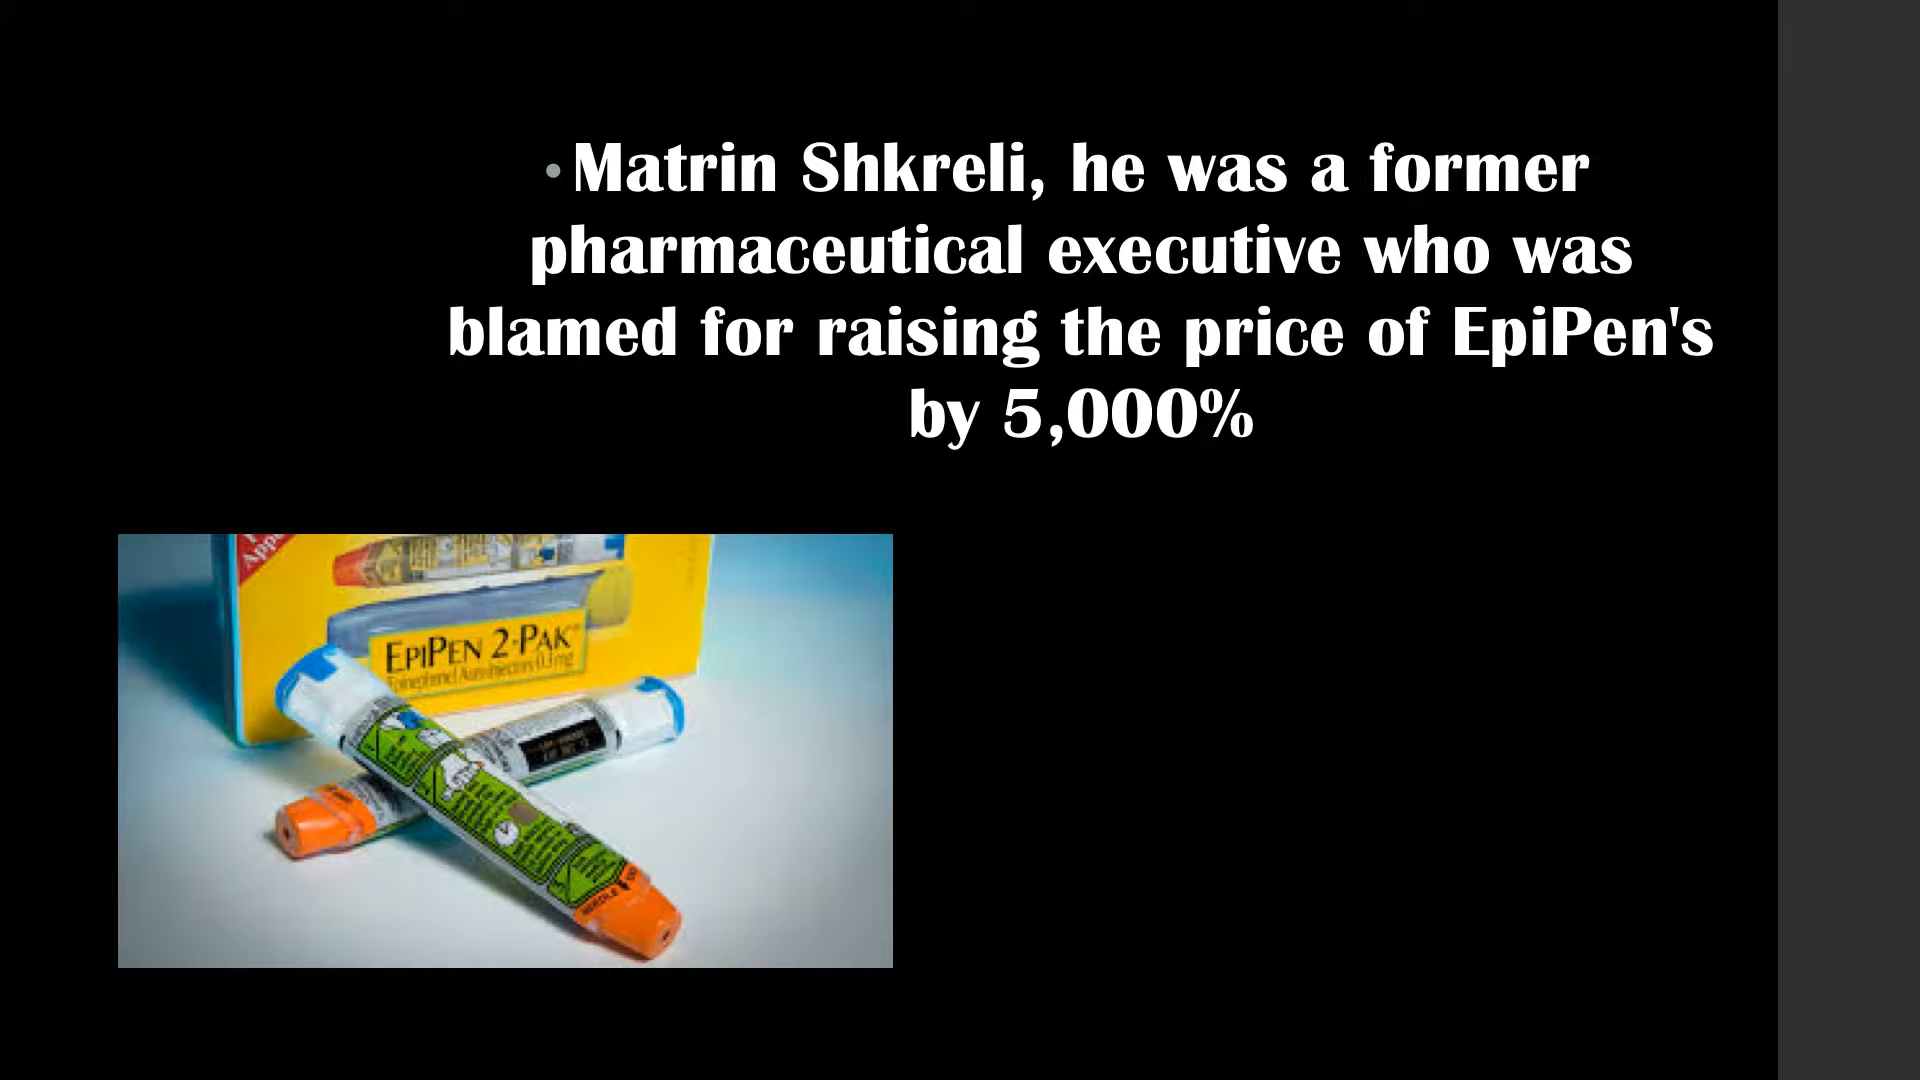 • Matrin Shkreli, he was a former
pharmaceutical executive who was
blamed for raising the price of EpiPen's
by 5,000%
EPIPEN 2-PAK
NEEDLE